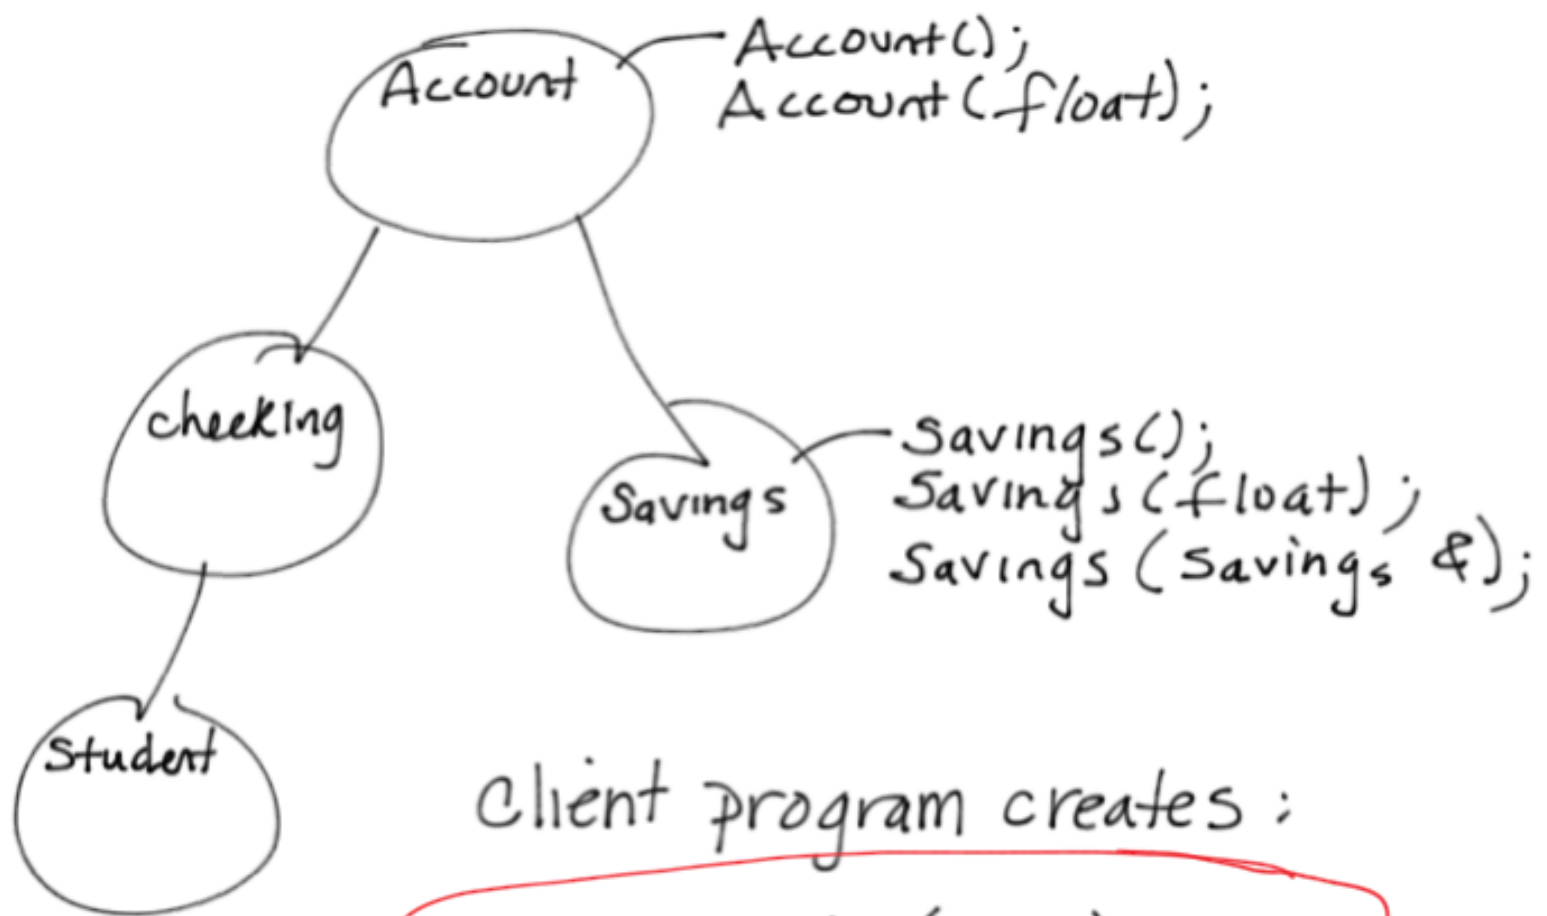 Account
Account();
Account(float);
checking
Savings
Savings();
Savings(float);
Savings(Savings &);
Student
Client program creates: